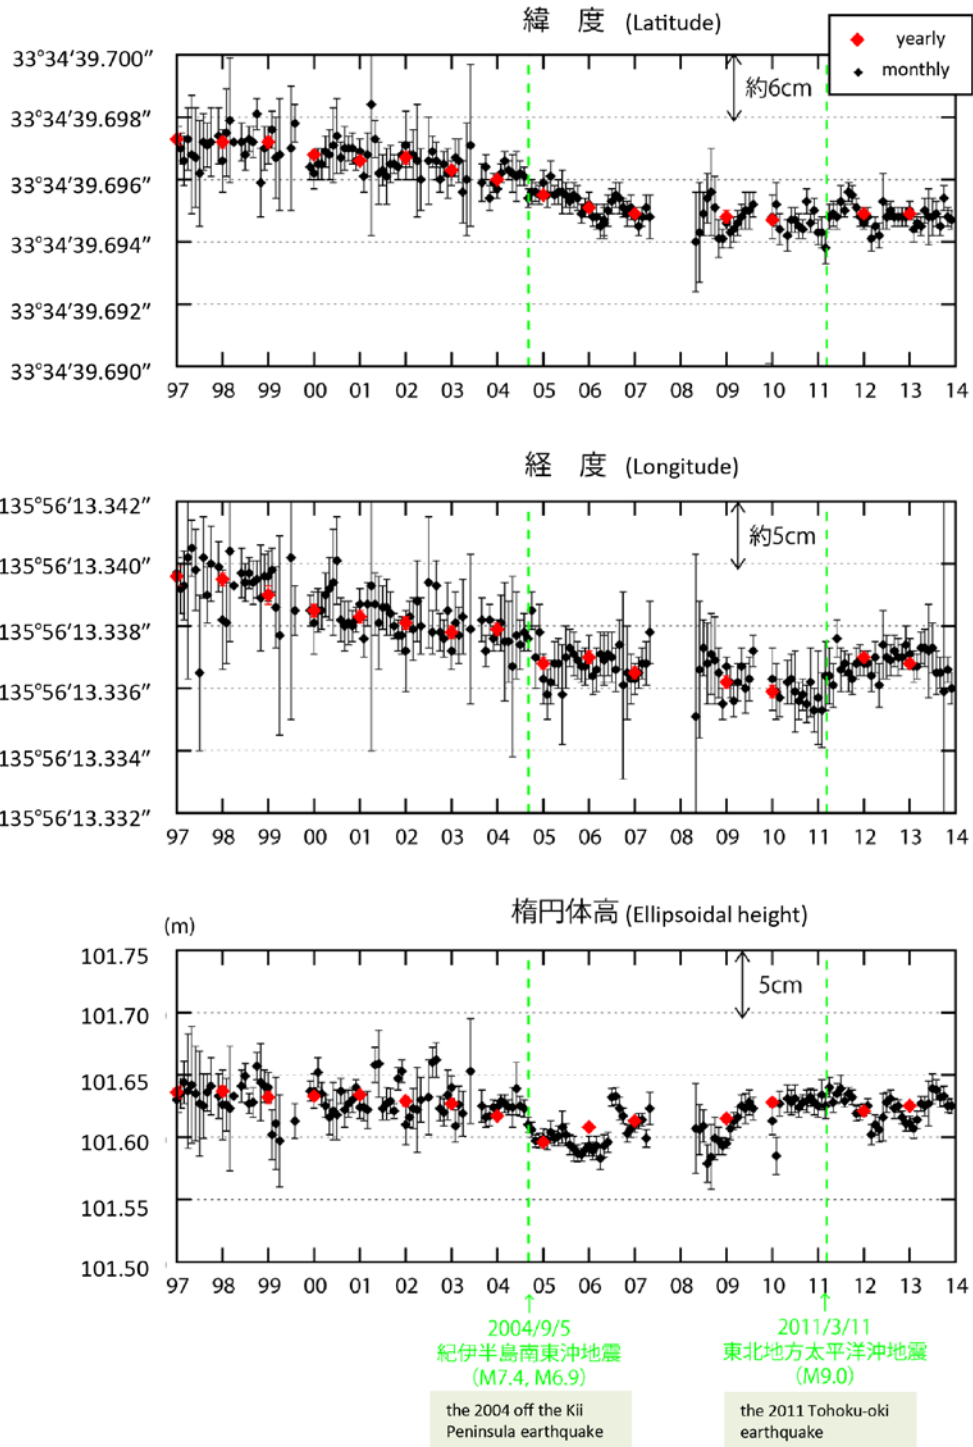 緯 度 (Latitude)
yearly
monthly
33°34′39.700″
33°34′39.698″
33°34′39.696″
33°34′39.694″
33°34′39.692″
33°34′39.690″
約6cm
97 98 99 00 01 02 03 04 05 06 07 08 09 10 11 12 13 14
経 度 (Longitude)
135°56′13.342″
135°56′13.340″
135°56′13.338″
135°56′13.336″
135°56′13.334″
135°56′13.332″
約5cm
97 98 99 00 01 02 03 04 05 06 07 08 09 10 11 12 13 14
楕円体高 (Ellipsoidal height)
(m)
101.75
101.70
101.65
101.60
101.55
101.50
5cm
97 98 99 00 01 02 03 04 05 06 07 08 09 10 11 12 13 14
2004/9/5
紀伊半島南東沖地震
(M7.4, M6.9)
the 2004 off the Kii
Peninsula earthquake
2011/3/11
東北地方太平洋沖地震
(M9.0)
the 2011 Tohoku-oki
earthquake